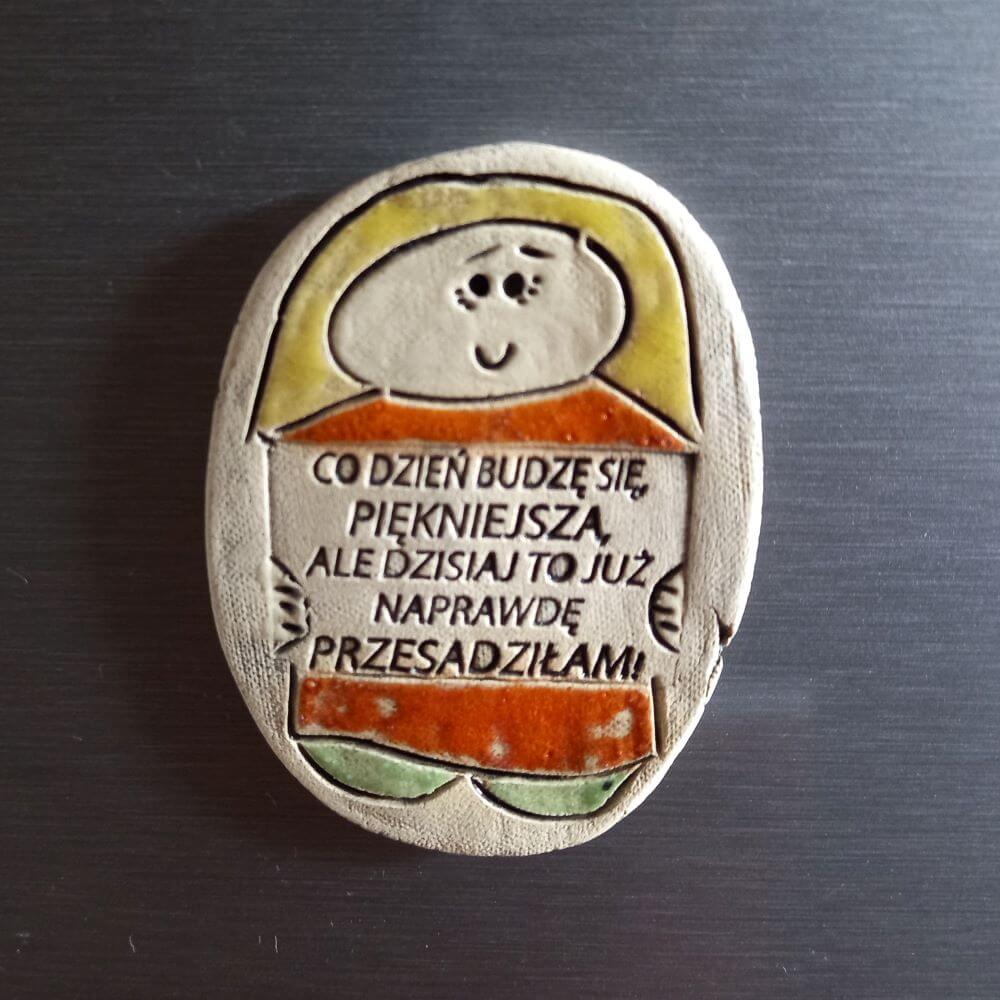 CO DZIEŃ BUDZĘ SIĘ,
PIĘKNIEJSZA,
ALE DZISIAJ TO JUŻ
NAPRAWDĘ
PRZESADZIŁAM!